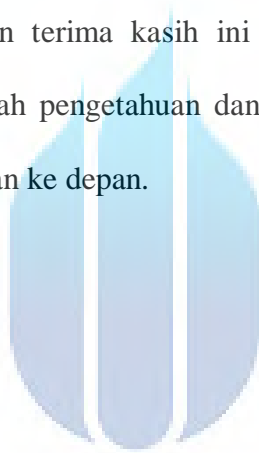 n terima kasih ini
ah pengetahuan dan
an ke depan.